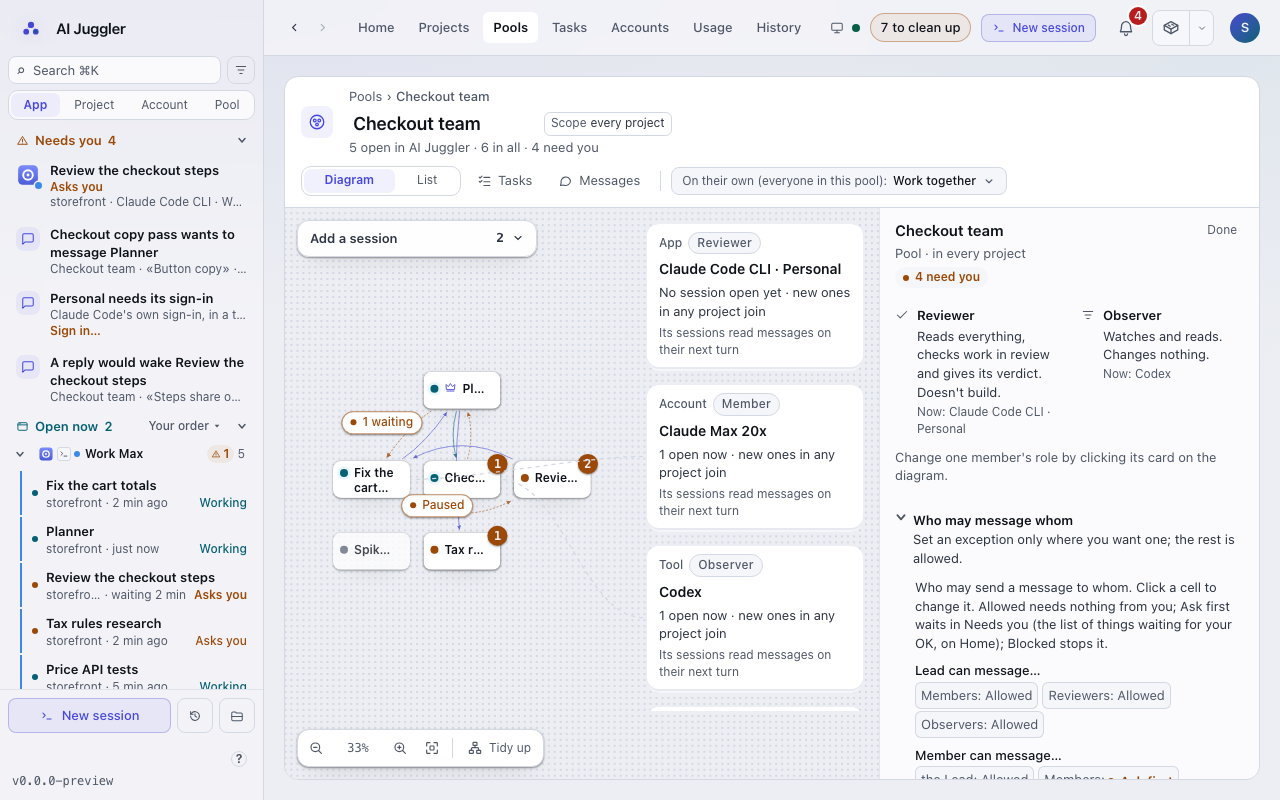 AI Juggler
Search ⌘K
App Project Account Pool
Needs you 4
Review the checkout steps
Asks you
storefront · Claude Code CLI · W...
Checkout copy pass wants to
message Planner
Checkout team · «Button copy» ·...
Personal needs its sign-in
Claude Code's own sign-in, in a t...
Sign in...
A reply would wake Review the
checkout steps
Checkout team · «Steps share o...
Open now 2 Your order
Work Max 1 5
Fix the cart totals
storefront · 2 min ago Working
Planner
storefront · just now Working
Review the checkout steps
storefro... · waiting 2 min Asks you
Tax rules research
storefront · 2 min ago Asks you
Price API tests
storefront · 5 min ago Working
New session
?
v0.0.0-preview
Home Projects Pools Tasks Accounts Usage History
7 to clean up
New session
4
S
Pools › Checkout team
Checkout team
Scope every project
5 open in AI Juggler · 6 in all · 4 need you
Diagram List Tasks Messages
On their own (everyone in this pool): Work together
Add a session 2
Pl...
1 waiting
Fix the
cart...
Chec...
1
Revie...
2
Paused
Spik...
Tax r...
1
33%
Tidy up
App Reviewer
Claude Code CLI · Personal
No session open yet · new ones
in any project join
Its sessions read messages on
their next turn
Account Member
Claude Max 20x
1 open now · new ones in any
project join
Its sessions read messages on
their next turn
Tool Observer
Codex
1 open now · new ones in any
project join
Its sessions read messages on
their next turn
Checkout team
Done
Pool · in every project
4 need you
Reviewer
Reads everything,
checks work in review
and gives its verdict.
Doesn't build.
Now: Claude Code CLI ·
Personal
Observer
Watches and reads.
Changes nothing.
Now: Codex
Change one member's role by clicking its card on the
diagram.
Who may message whom
Set an exception only where you want one; the rest is
allowed.
Who may send a message to whom. Click a cell to
change it. Allowed needs nothing from you; Ask first
waits in Needs you (the list of things waiting for your
OK, on Home); Blocked stops it.
Lead can message...
Members: Allowed
Reviewers: Allowed
Observers: Allowed
Member can message...
the Lead: Allowed
Members: Ask first